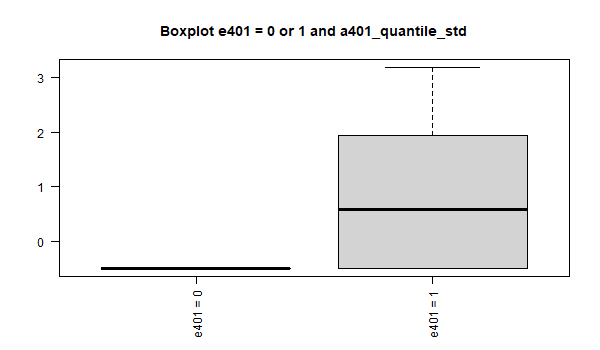 Boxplot e401 = 0 or 1 and a401_quantile_std
3
2
1
0
e401 = 0
e401 = 1